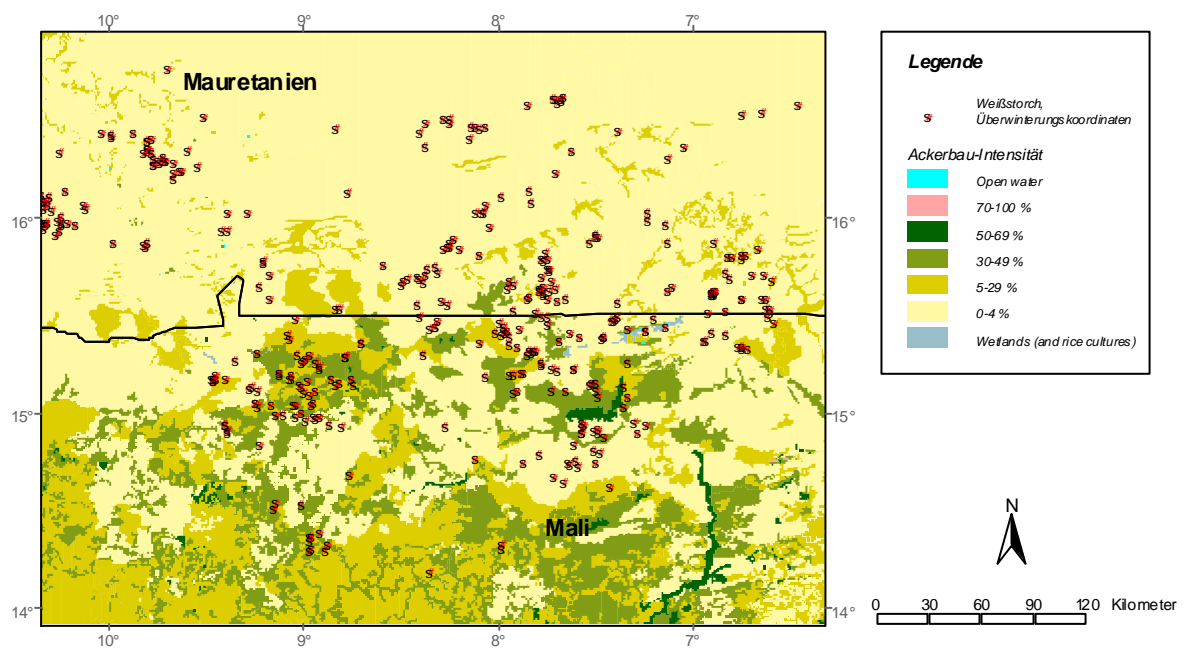 10° 9° 8° 7°
Mauretanien
16° 16°
15° 15°
Mali
14° 14°
10° 9° 8° 7°
Legende
Weißstorch,
Überwinterungskoordinaten
Ackerbau-Intensität
Open water
70-100 %
50-69 %
30-49 %
5-29 %
0-4 %
Wetlands (and rice cultures)
N
0 30 60 90 120 Kilometer